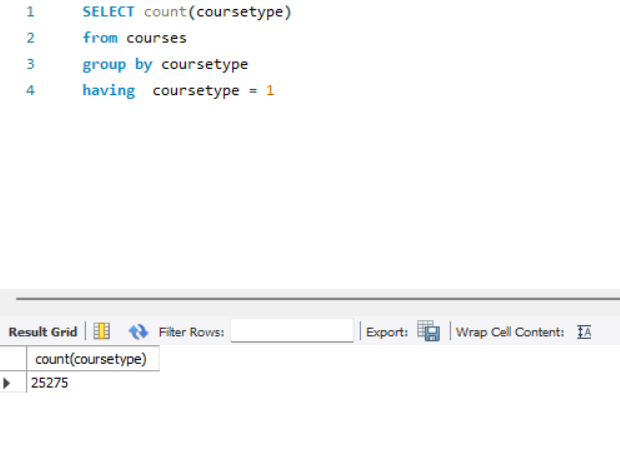 1 SELECT count(coursetype)
2 from courses
3 group by coursetype
4 having  coursetype = 1
Result Grid Filter Rows: Export: Wrap Cell Content: IA
count(coursetype)
25275